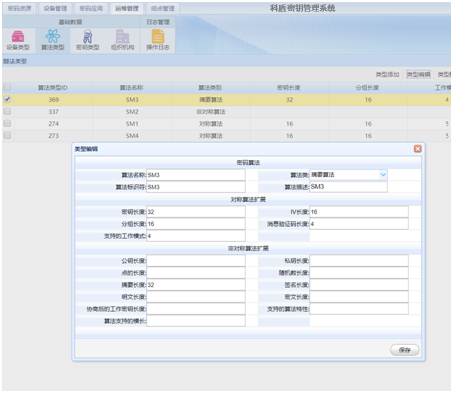 密码资源 设备管理 密码应用 运维管理 组点管理
科盾密钥管理系统
基础数据 日志管理
设备类型 算法类型 密钥类型 组织机构 操作日志
算法类型
类型添加 类型编辑 类型
算法类型ID 算法名称 算法类别 密钥长度 分组长度 工作模
369 SM3 摘要算法 32 16 4
337 SM2 非对称算法
274 SM1 对称算法 16 16 5
273 SM4 对称算法 16 16 5
类型编辑
密码算法
算法名称: SM3 算法类: 摘要算法
算法标识符: SM3 算法描述: SM3
对称算法扩展
密钥长度: 32 IV长度: 16
分组长度: 16 消息验证码长度: 4
支持的工作模式: 4
非对称算法扩展
公钥长度: 私钥长度:
点的长度: 随机数长度:
摘要长度: 32 签名长度:
明文长度: 密文长度:
协商后的工作密钥长度: 支持的算法特性:
算法支持的模长:
保存